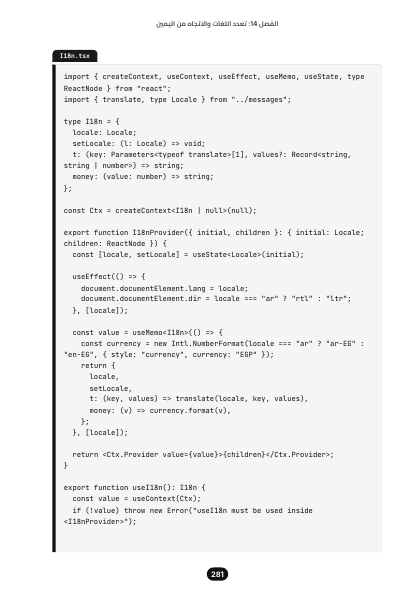 الفصل 14: تعدد اللغات والاتجاه من اليمين
I18n.tsx
import { createContext, useContext, useEffect, useMemo, useState, type
ReactNode } from "react";
import { translate, type Locale } from "../messages";
type I18n = {
  locale: Locale;
  setLocale: (l: Locale) => void;
  t: (key: Parameters<typeof translate>[1], values?: Record<string,
string | number>) => string;
  money: (value: number) => string;
};
const Ctx = createContext<I18n | null>(null);
export function I18nProvider({ initial, children }: { initial: Locale;
children: ReactNode }) {
  const [locale, setLocale] = useState<Locale>(initial);
  useEffect(() => {
    document.documentElement.lang = locale;
    document.documentElement.dir = locale === "ar" ? "rtl" : "ltr";
  }, [locale]);
  const value = useMemo<I18n>(() => {
    const currency = new Intl.NumberFormat(locale === "ar" ? "ar-EG" :
"en-EG", { style: "currency", currency: "EGP" });
    return {
      locale,
      setLocale,
      t: (key, values) => translate(locale, key, values),
      money: (v) => currency.format(v),
    };
  }, [locale]);
  return <Ctx.Provider value={value}>{children}</Ctx.Provider>;
}
export function useI18n(): I18n {
  const value = useContext(Ctx);
  if (!value) throw new Error("useI18n must be used inside
<I18nProvider>");
281